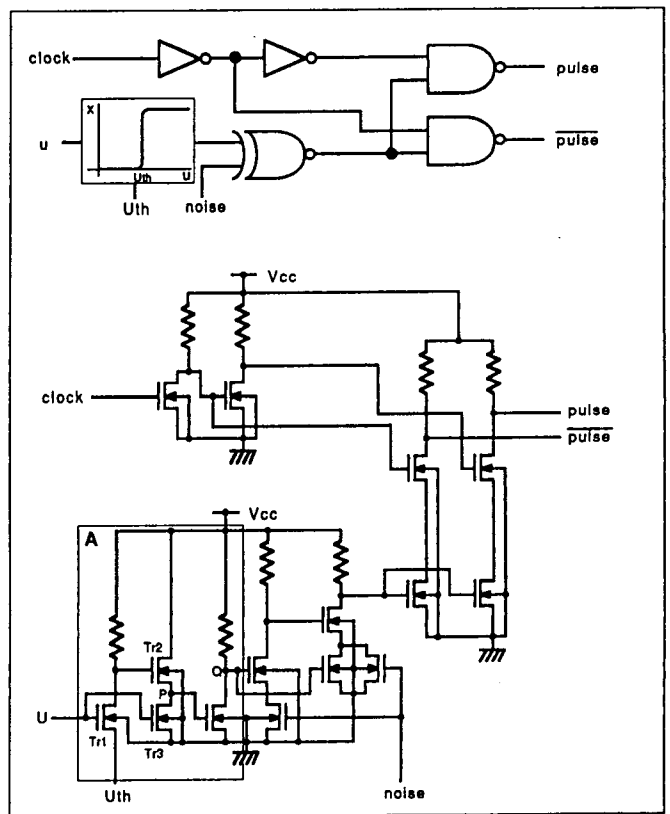 clock
pulse
X
u
pulse
Uth
u
Uth
noise
Vcc
clock
pulse
pulse
Vcc
A
Tr2
Q
P
U
Tr1
Tr3
Uth
noise